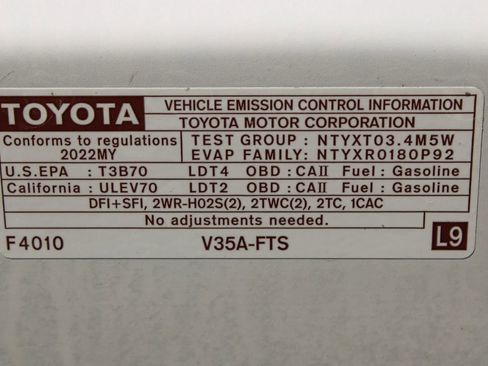 TOYOTA VEHICLE EMISSION CONTROL INFORMATION
TOYOTA MOTOR CORPORATION
Conforms to regulations TEST GROUP : NTYXT03.4M5W
2022MY EVAP FAMILY: NTYXR0180P92
U.S.EPA : T3B70 LDT4 OBD : CAII Fuel : Gasoline
California : ULEV70 LDT2 OBD : CAII Fuel : Gasoline
DFI+SFI, 2WR-HO2S(2), 2TWC(2), 2TC, 1CAC
No adjustments needed.
F4010 V35A-FTS L9